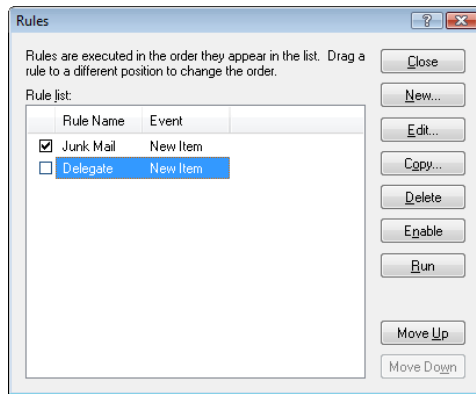 Rules
Rules are executed in the order they appear in the list. Drag a
rule to a different position to change the order.
Rule list:
Rule Name Event
Junk Mail New Item
Delegate New Item
Close
New...
Edit...
Copy...
Delete
Enable
Run
Move Up
Move Down